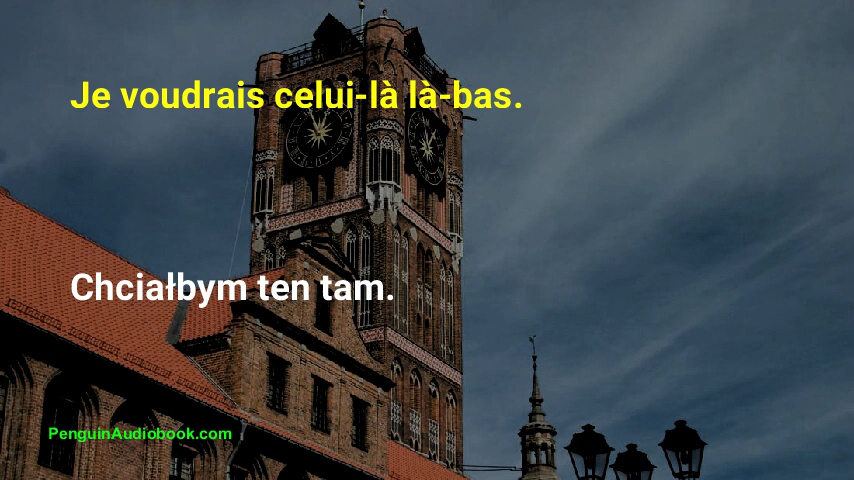 Je voudrais celui-là là-bas.
Chciałbym ten tam.
PenguinAudiobook.com